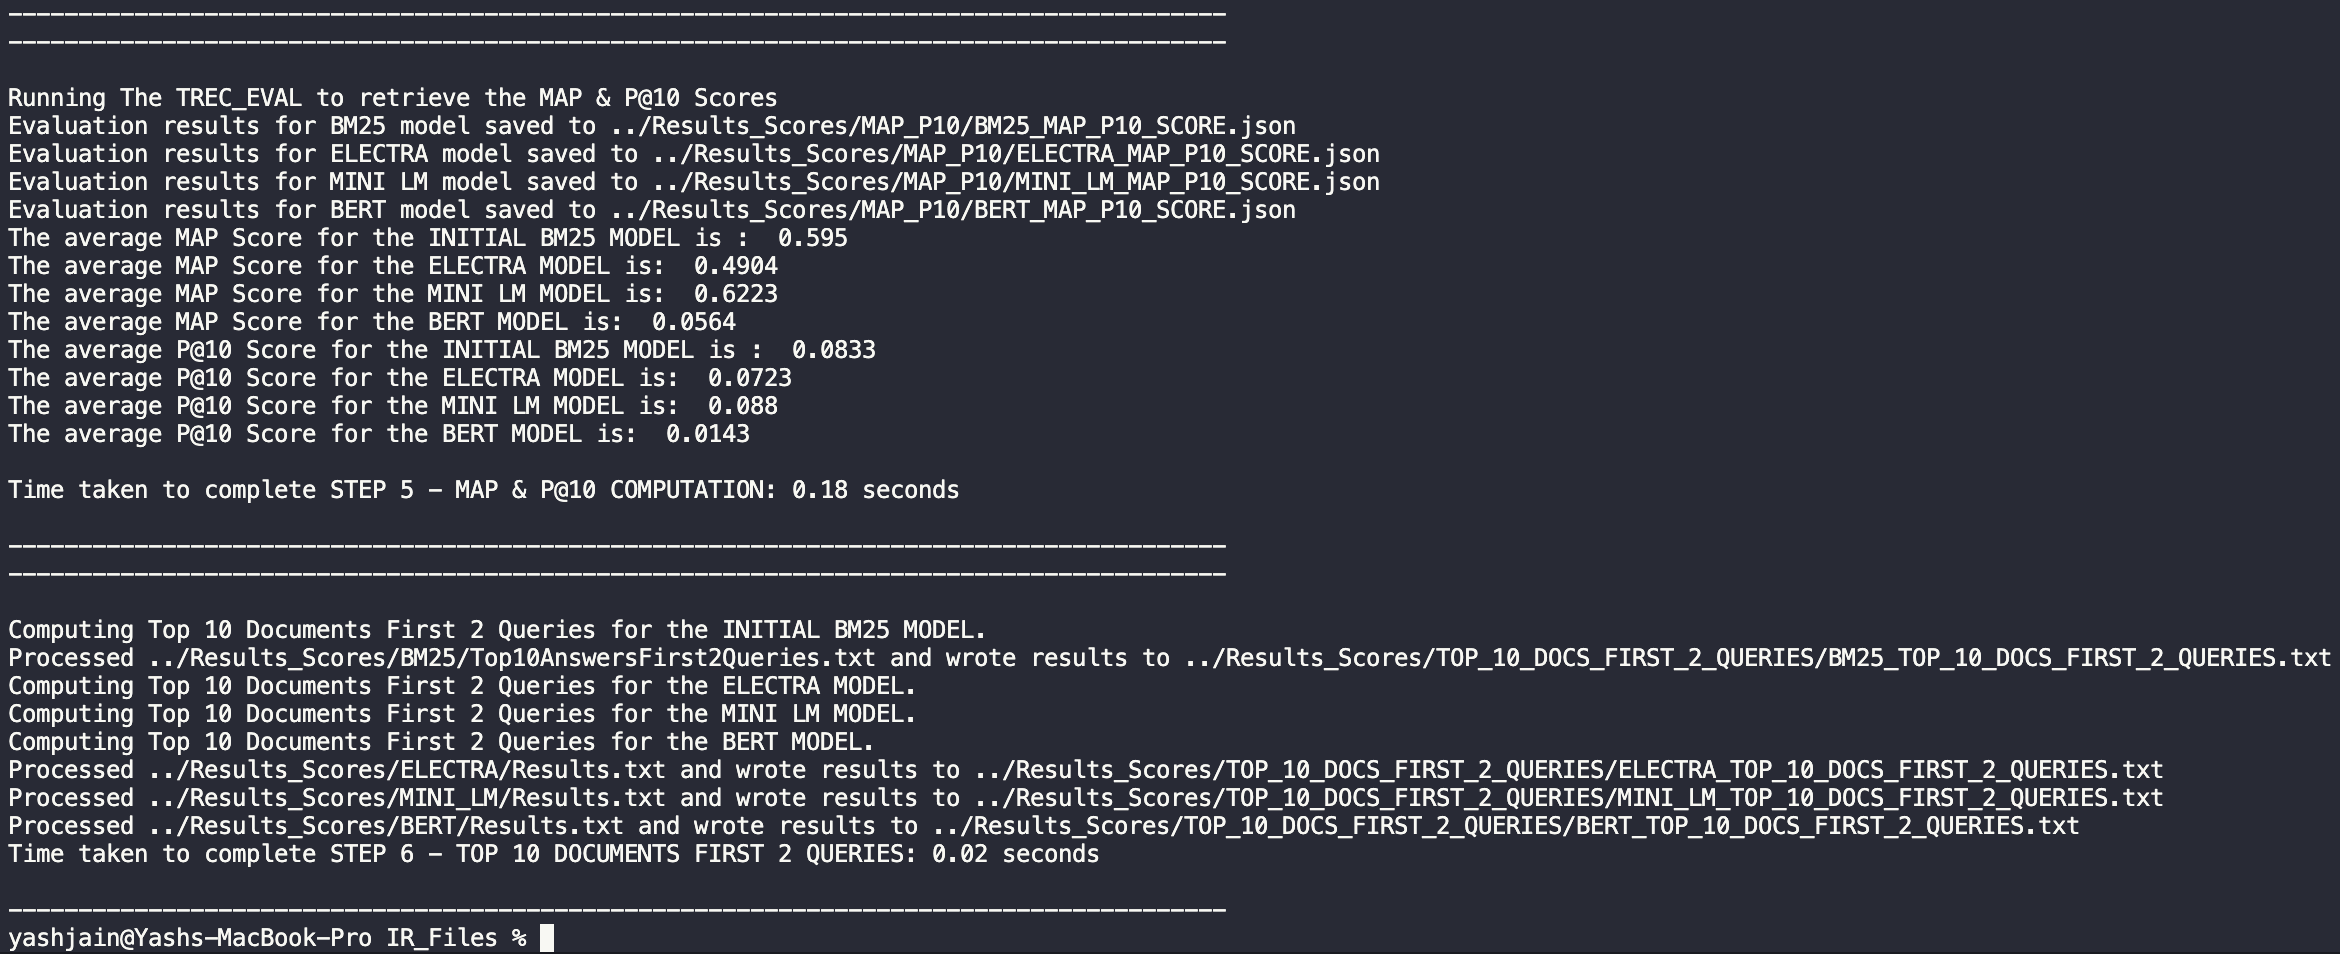 Running The TREC_EVAL to retrieve the MAP & P@10 Scores
Evaluation results for BM25 model saved to ../Results_Scores/MAP_P10/BM25_MAP_P10_SCORE.json
Evaluation results for ELECTRA model saved to ../Results_Scores/MAP_P10/ELECTRA_MAP_P10_SCORE.json
Evaluation results for MINI LM model saved to ../Results_Scores/MAP_P10/MINI_LM_MAP_P10_SCORE.json
Evaluation results for BERT model saved to ../Results_Scores/MAP_P10/BERT_MAP_P10_SCORE.json
The average MAP Score for the INITIAL BM25 MODEL is :  0.595
The average MAP Score for the ELECTRA MODEL is:  0.4904
The average MAP Score for the MINI LM MODEL is:  0.6223
The average MAP Score for the BERT MODEL is:  0.0564
The average P@10 Score for the INITIAL BM25 MODEL is :  0.0833
The average P@10 Score for the ELECTRA MODEL is:  0.0723
The average P@10 Score for the MINI LM MODEL is:  0.088
The average P@10 Score for the BERT MODEL is:  0.0143
Time taken to complete STEP 5 - MAP & P@10 COMPUTATION: 0.18 seconds
Computing Top 10 Documents First 2 Queries for the INITIAL BM25 MODEL.
Processed ../Results_Scores/BM25/Top10AnswersFirst2Queries.txt and wrote results to ../Results_Scores/TOP_10_DOCS_FIRST_2_QUERIES/BM25_TOP_10_DOCS_FIRST_2_QUERIES.txt
Computing Top 10 Documents First 2 Queries for the ELECTRA MODEL.
Computing Top 10 Documents First 2 Queries for the MINI LM MODEL.
Computing Top 10 Documents First 2 Queries for the BERT MODEL.
Processed ../Results_Scores/ELECTRA/Results.txt and wrote results to ../Results_Scores/TOP_10_DOCS_FIRST_2_QUERIES/ELECTRA_TOP_10_DOCS_FIRST_2_QUERIES.txt
Processed ../Results_Scores/MINI_LM/Results.txt and wrote results to ../Results_Scores/TOP_10_DOCS_FIRST_2_QUERIES/MINI_LM_TOP_10_DOCS_FIRST_2_QUERIES.txt
Processed ../Results_Scores/BERT/Results.txt and wrote results to ../Results_Scores/TOP_10_DOCS_FIRST_2_QUERIES/BERT_TOP_10_DOCS_FIRST_2_QUERIES.txt
Time taken to complete STEP 6 - TOP 10 DOCUMENTS FIRST 2 QUERIES: 0.02 seconds
yashjain@Yashs-MacBook-Pro IR_Files %